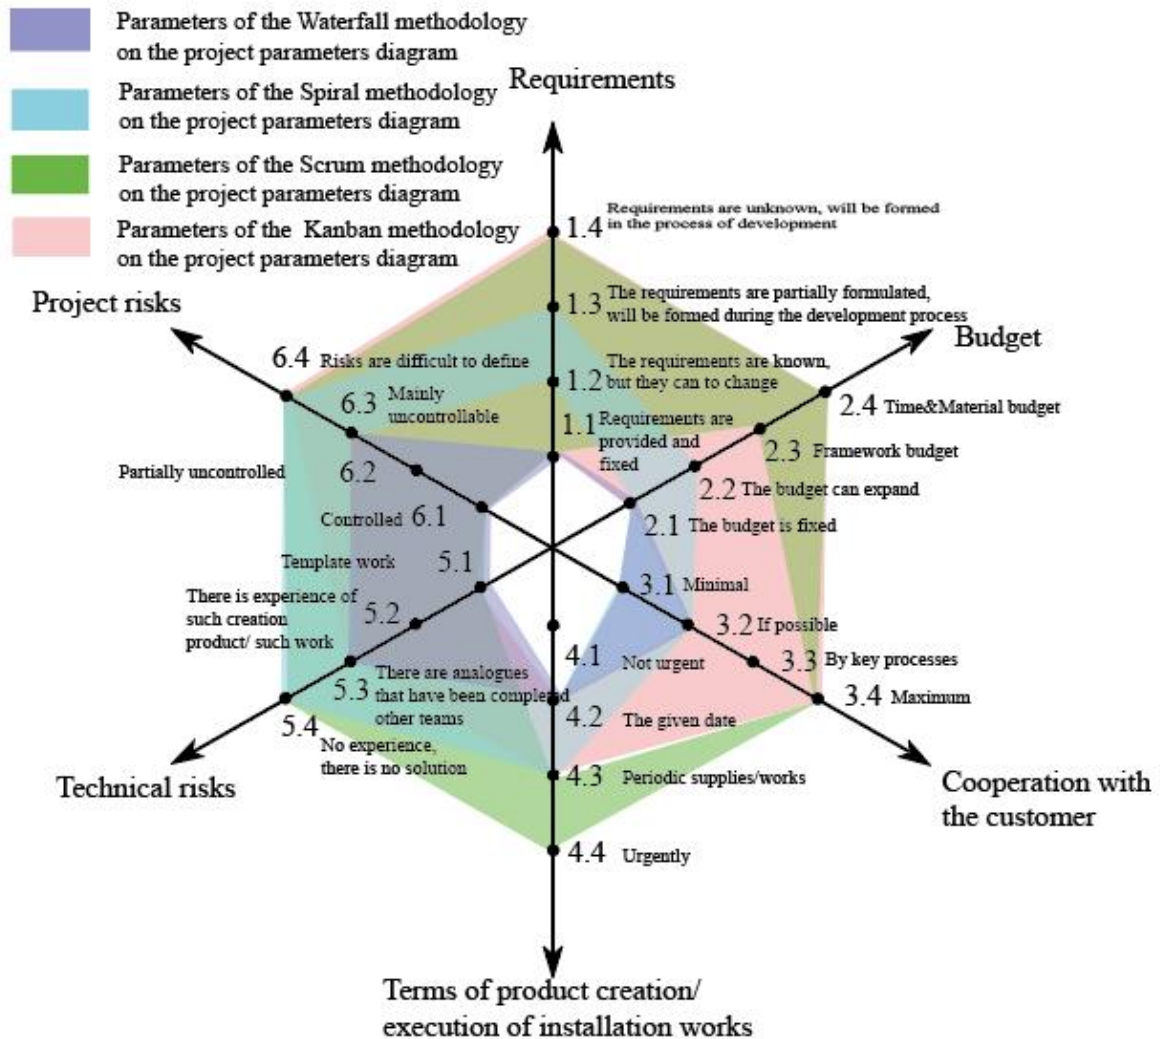 Parameters of the Waterfall methodology
on the project parameters diagram
Parameters of the Spiral methodology
on the project parameters diagram
Parameters of the Scrum methodology
on the project parameters diagram
Parameters of the Kanban methodology
on the project parameters diagram
Requirements
1.4 Requirements are unknown, will be formed
in the process of development
1.3 The requirements are partially formulated,
will be formed during the development process
1.2 The requirements are known,
but they can to change
1.1 Requirements are
provided and
fixed
Budget
2.4 Time&Material budget
2.3 Framework budget
2.2 The budget can expand
2.1 The budget is fixed
3.1 Minimal
3.2 If possible
3.3 By key processes
3.4 Maximum
Cooperation with
the customer
4.1 Not urgent
4.2 The given date
4.3 Periodic supplies/works
4.4 Urgently
Terms of product creation/
execution of installation works
Project risks
6.4 Risks are difficult to define
6.3 Mainly
uncontrollable
Partially uncontrolled 6.2
Controlled 6.1
Template work 5.1
There is experience of
such creation
product/ such work
5.2
5.3 There are analogues
that have been completed
other teams
5.4 No experience,
there is no solution
Technical risks